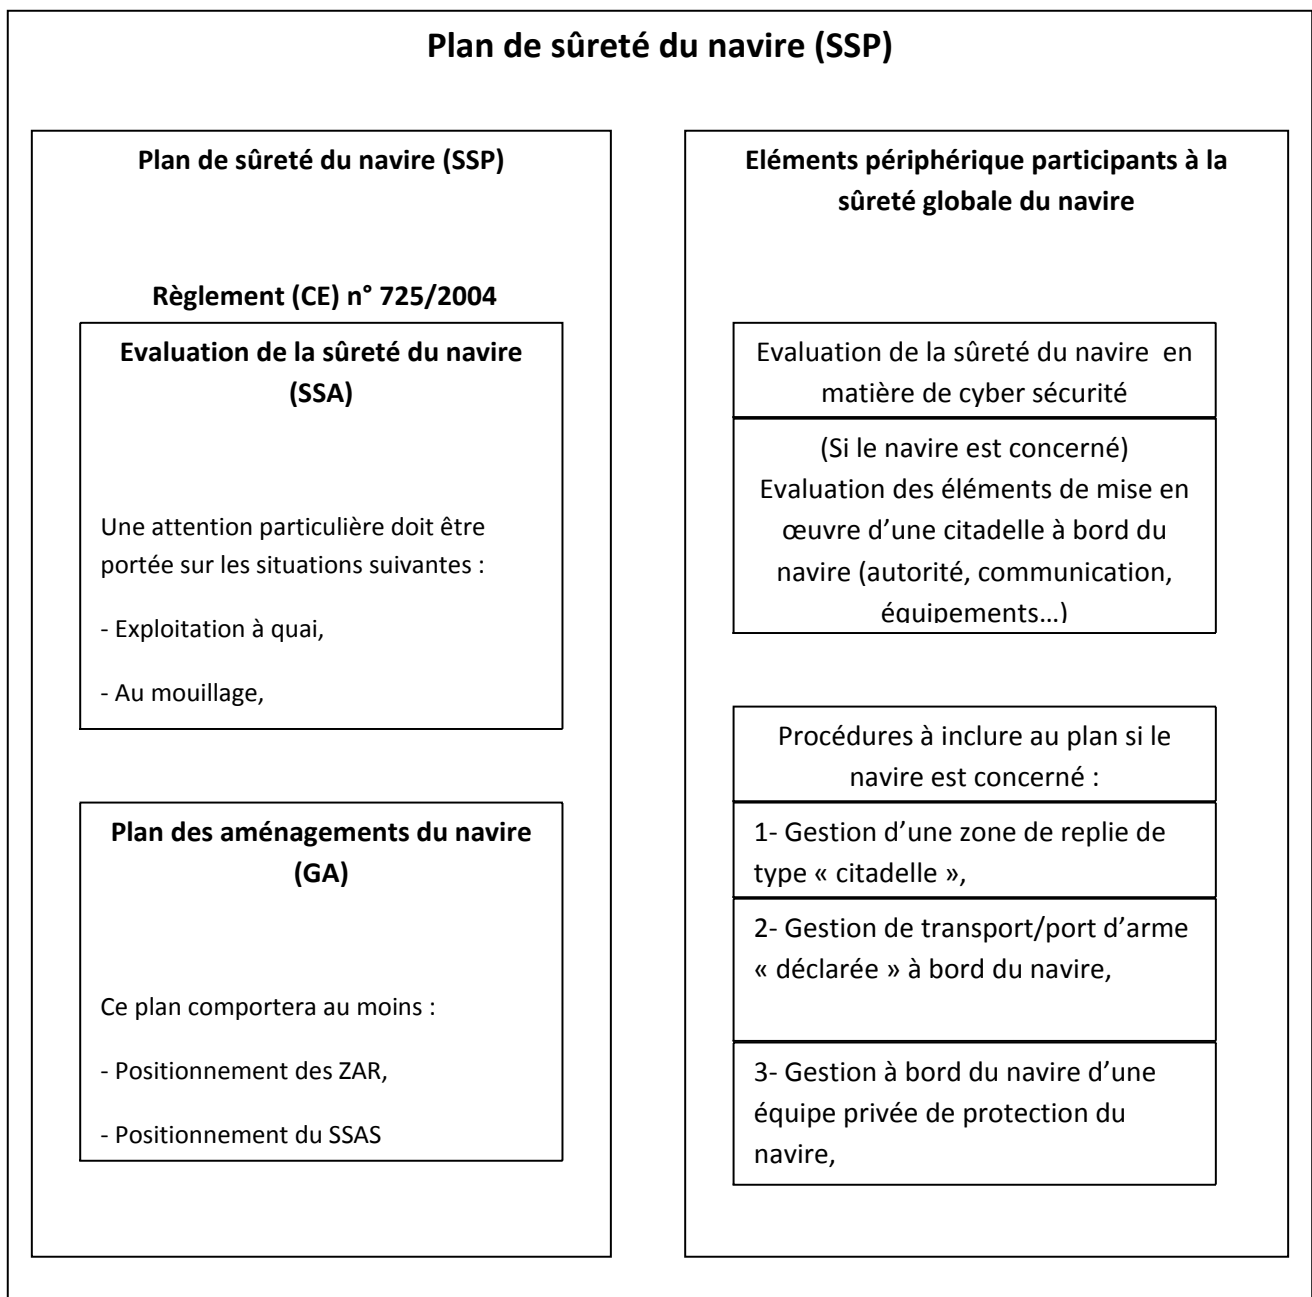 Plan de sûreté du navire (SSP)
Plan de sûreté du navire (SSP)
Règlement (CE) n° 725/2004
Evaluation de la sûreté du navire
(SSA)
Une attention particulière doit être
portée sur les situations suivantes :
- Exploitation à quai,
- Au mouillage,
Plan des aménagements du navire
(GA)
Ce plan comportera au moins :
- Positionnement des ZAR,
- Positionnement du SSAS
Eléments périphérique participants à la
sûreté globale du navire
Evaluation de la sûreté du navire en
matière de cyber sécurité
(Si le navire est concerné)
Evaluation des éléments de mise en
œuvre d’une citadelle à bord du
navire (autorité, communication,
équipements…)
Procédures à inclure au plan si le
navire est concerné :
1- Gestion d’une zone de replie de
type « citadelle »,
2- Gestion de transport/port d’arme
« déclarée » à bord du navire,
3- Gestion à bord du navire d’une
équipe privée de protection du
navire,